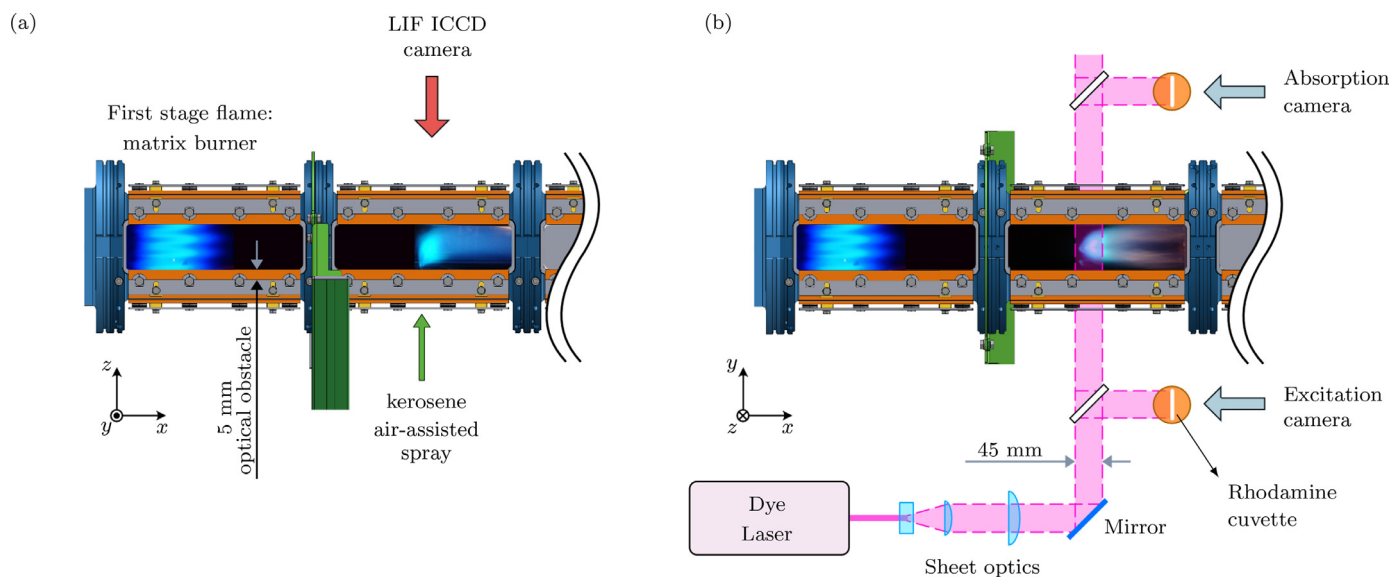 (a)
LIF ICCD
camera
First stage flame:
matrix burner
z
y
x
5 mm
optical obstacle
kerosene
air-assisted
spray
(b)
Absorption
camera
y
z
x
Excitation
camera
45 mm
Rhodamine
cuvette
Dye
Laser
Mirror
Sheet optics